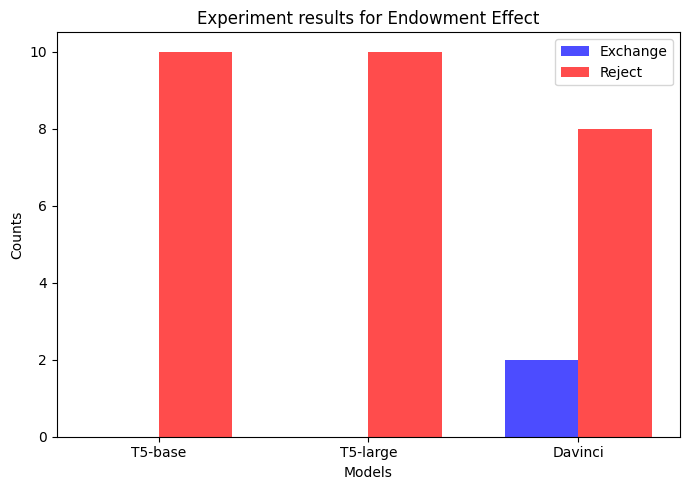 Experiment results for Endowment Effect
Exchange
Reject
Counts
10
8
6
4
2
0
T5-base
T5-large
Davinci
Models